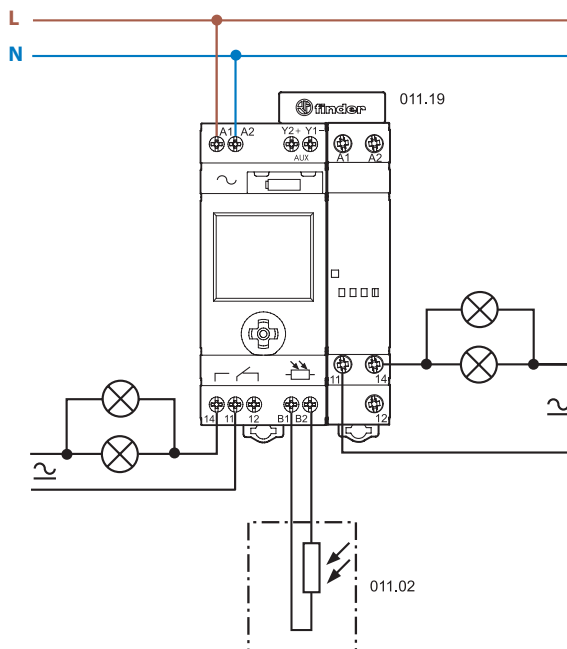 L
N
finder
011.19
A1 A2 Y2+ Y1-
AUX
A1 A2
11 14
14 11 12 B1 B2
12
011.02